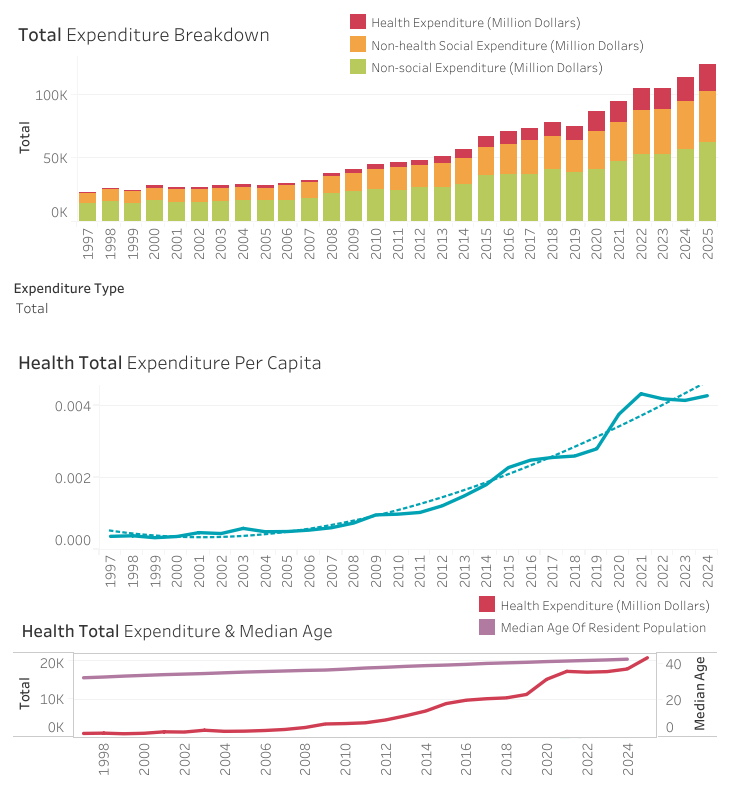 Total Expenditure Breakdown
Health Expenditure (Million Dollars)
Non-health Social Expenditure (Million Dollars)
Non-social Expenditure (Million Dollars)
Total
100K
50K
0K
1997 1998 1999 2000 2001 2002 2003 2004 2005 2006 2007 2008 2009 2010 2011 2012 2013 2014 2015 2016 2017 2018 2019 2020 2021 2022 2023 2024 2025
Expenditure Type
Total
Health Total Expenditure Per Capita
0.004
0.002
0.000
1997 1998 1999 2000 2001 2002 2003 2004 2005 2006 2007 2008 2009 2010 2011 2012 2013 2014 2015 2016 2017 2018 2019 2020 2021 2022 2023 2024
Health Expenditure (Million Dollars)
Median Age Of Resident Population
Health Total Expenditure & Median Age
Total
20K
10K
0K
40
20
0
Median Age
1998 2000 2002 2004 2006 2008 2010 2012 2014 2016 2018 2020 2022 2024